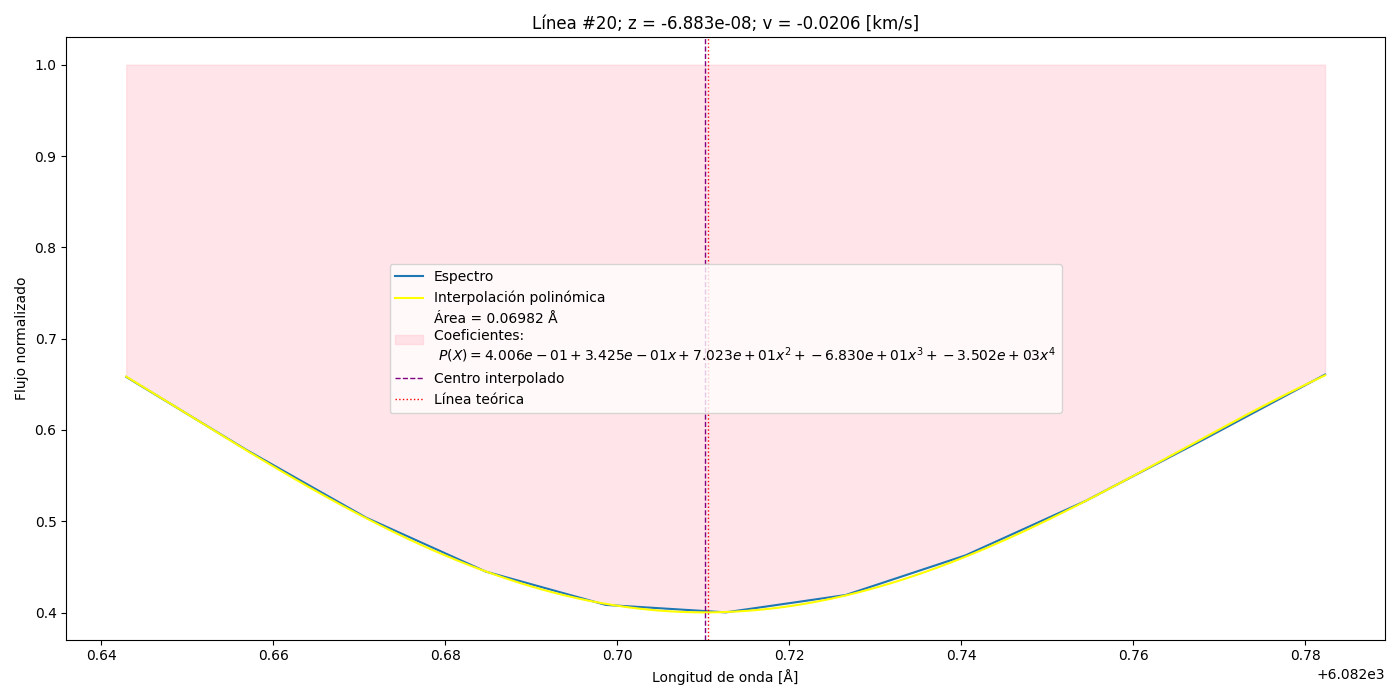 Línea #20; z = -6.883e-08; v = -0.0206 [km/s]
Flujo normalizado
1.0
0.9
0.8
0.7
0.6
0.5
0.4
Espectro
Interpolación polinómica
Área = 0.06982 Å
Coeficientes:
P(X) = 4.006e − 01 + 3.425e − 01x + 7.023e + 01x² + −6.830e + 01x³ + −3.502e + 03x⁴
Centro interpolado
Línea teórica
0.64 0.66 0.68 0.70 0.72 0.74 0.76 0.78
+6.082e3
Longitud de onda [Å]